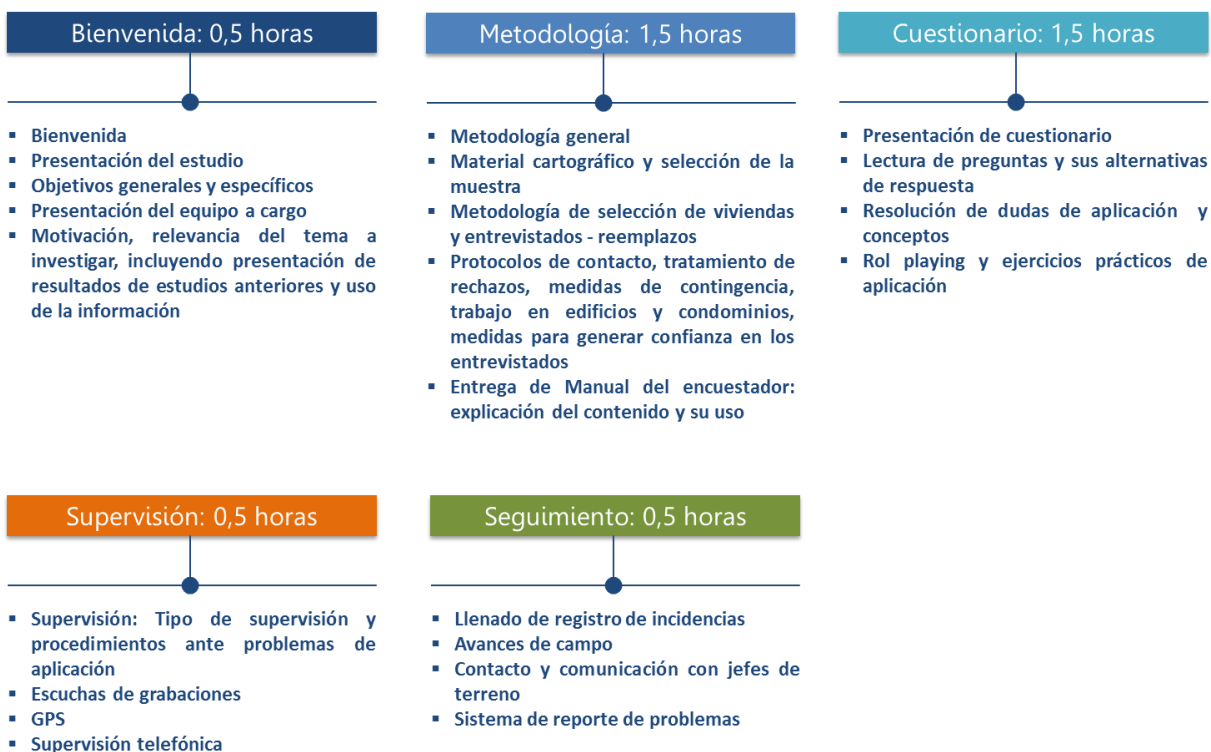 Bienvenida: 0,5 horas
▪ Bienvenida
▪ Presentación del estudio
▪ Objetivos generales y específicos
▪ Presentación del equipo a cargo
▪ Motivación, relevancia del tema a
investigar, incluyendo presentación de
resultados de estudios anteriores y uso
de la información
Metodología: 1,5 horas
▪ Metodología general
▪ Material cartográfico y selección de la
muestra
▪ Metodología de selección de viviendas
y entrevistados - reemplazos
▪ Protocolos de contacto, tratamiento de
rechazos, medidas de contingencia,
trabajo en edificios y condominios,
medidas para generar confianza en los
entrevistados
▪ Entrega de Manual del encuestador:
explicación del contenido y su uso
Cuestionario: 1,5 horas
▪ Presentación de cuestionario
▪ Lectura de preguntas y sus alternativas
de respuesta
▪ Resolución de dudas de aplicación y
conceptos
▪ Rol playing y ejercicios prácticos de
aplicación
Supervisión: 0,5 horas
▪ Supervisión: Tipo de supervisión y
procedimientos ante problemas de
aplicación
▪ Escuchas de grabaciones
▪ GPS
▪ Supervisión telefónica
Seguimiento: 0,5 horas
▪ Llenado de registro de incidencias
▪ Avances de campo
▪ Contacto y comunicación con jefes de
terreno
▪ Sistema de reporte de problemas